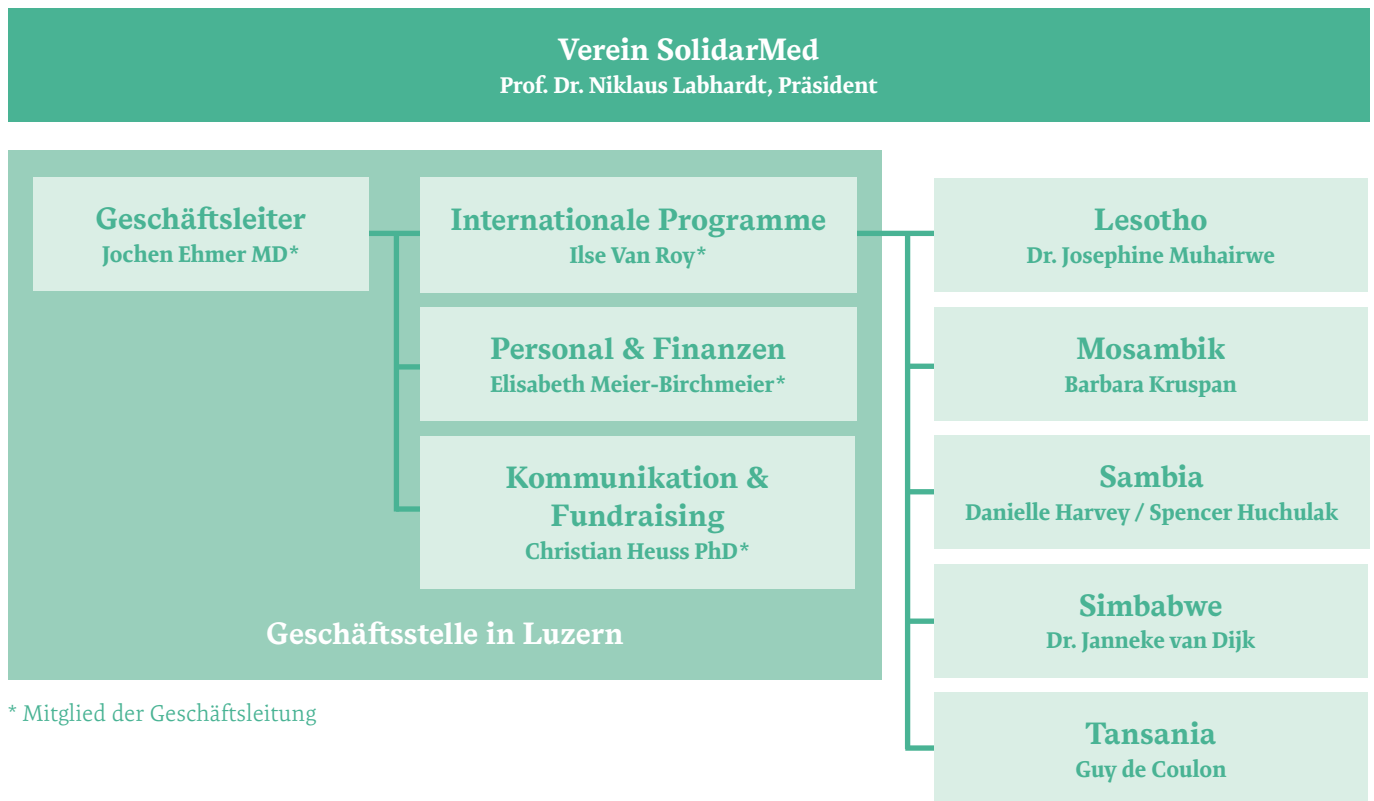 Verein SolidarMed
Prof. Dr. Niklaus Labhardt, Präsident
Geschäftsleiter
Jochen Ehmer MD*
Internationale Programme
Ilse Van Roy*
Personal & Finanzen
Elisabeth Meier-Birchmeier*
Kommunikation &
Fundraising
Christian Heuss PhD*
Geschäftsstelle in Luzern
Lesotho
Dr. Josephine Muhairwe
Mosambik
Barbara Kruspan
Sambia
Danielle Harvey / Spencer Huchulak
Simbabwe
Dr. Janneke van Dijk
Tansania
Guy de Coulon
* Mitglied der Geschäftsleitung